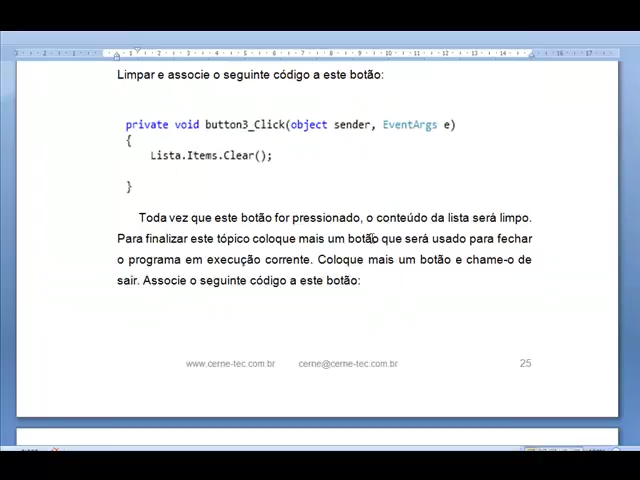 Limpar e associe o seguinte código a este botão:
private void button3_Click(object sender, EventArgs e)
{
Lista.Items.Clear();
}
Toda vez que este botão for pressionado, o conteúdo da lista será limpo.
Para finalizar este tópico coloque mais um botão que será usado para fechar
o programa em execução corrente. Coloque mais um botão e chame-o de
sair. Associe o seguinte código a este botão:
www.cerne-tec.com.br cerne@cerne-tec.com.br 25